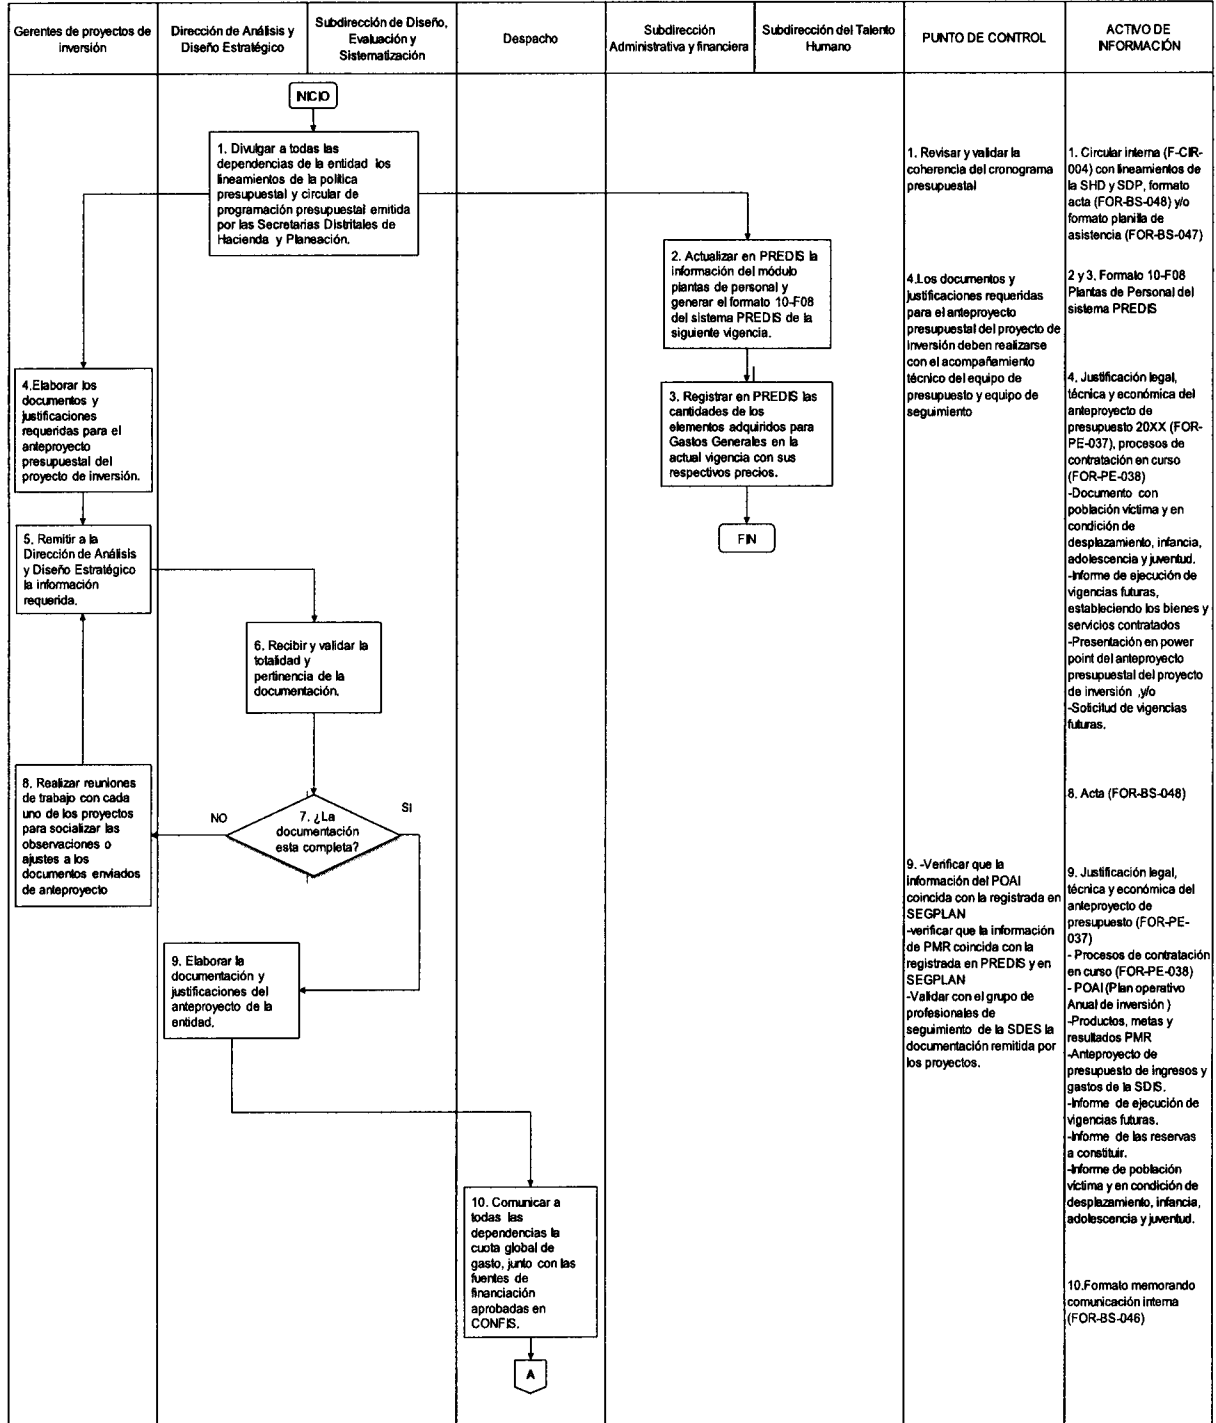 Gerentes de proyectos de
inversión
Dirección de Análisis y
Diseño Estratégico
Subdirección de Diseño,
Evaluación y
Sistematización
Despacho
Subdirección
Administrativa y financiera
Subdirección del Talento
Humano
PUNTO DE CONTROL
ACTIVO DE
INFORMACIÓN
INICIO
1. Divulgar a todas las
dependencias de la entidad los
lineamientos de la política
presupuestal y circular de
programación presupuestal emitida
por las Secretarias Distritales de
Hacienda y Planeación.
2. Actualizar en PREDIS la
información del módulo
plantas de personal y
generar el formato 10-F08
del sistema PREDIS de la
siguiente vigencia.
3. Registrar en PREDIS las
cantidades de los
elementos adquiridos para
Gastos Generales en la
actual vigencia con sus
respectivos precios.
FIN
4.Elaborar los
documentos y
justificaciones
requeridas para el
anteproyecto
presupuestal del
proyecto de inversión.
5. Remitir a la
Dirección de Análisis
y Diseño Estratégico
la información
requerida.
6. Recibir y validar la
totalidad y
pertinencia de la
documentación.
7. ¿La
documentación
esta completa?
NO
SI
8. Realizar reuniones
de trabajo con cada
uno de los proyectos
para socializar las
observaciones o
ajustes a los
documentos enviados
de anteproyecto
9. Elaborar la
documentación y
justificaciones del
anteproyecto de la
entidad.
10. Comunicar a
todas las
dependencias la
cuota global de
gasto, junto con las
fuentes de
financiación
aprobadas en
CONFIS.
A
1. Revisar y validar la
coherencia del cronograma
presupuestal
4.Los documentos y
justificaciones requeridas
para el anteproyecto
presupuestal del proyecto de
inversión deben realizarse
con el acompañamiento
técnico del equipo de
presupuesto y equipo de
seguimiento
9. -Verificar que la
información del POAI
coincida con la registrada en
SEGPLAN
-verificar que la información
de PMR coincida con la
registrada en PREDIS y en
SEGPLAN
-Validar con el grupo de
profesionales de
seguimiento de la SDES la
documentación remitida por
los proyectos.
1. Circular interna (F-CIR-
004) con lineamientos de
la SHD y SDP, formato
acta (FOR-BS-048) y/o
formato planilla de
asistencia (FOR-BS-047)
2 y 3. Formato 10-F08
Plantas de Personal del
sistema PREDIS
4. Justificación legal,
técnica y económica del
anteproyecto de
presupuesto 20XX (FOR-
PE-037), procesos de
contratación en curso
(FOR-PE-038)
-Documento con
población víctima y en
condición de
desplazamiento, infancia,
adolescencia y juventud.
-Informe de ejecución de
vigencias futuras,
estableciendo los bienes y
servicios contratados
-Presentación en power
point del anteproyecto
presupuestal del proyecto
de inversión ,y/o
-Solicitud de vigencias
futuras.
8. Acta (FOR-BS-048)
9. Justificación legal,
técnica y económica del
anteproyecto de
presupuesto (FOR-PE-
037)
- Procesos de contratación
en curso (FOR-PE-038)
- POAI (Plan operativo
Anual de inversión )
-Productos, metas y
resultados PMR
-Anteproyecto de
presupuesto de ingresos y
gastos de la SDIS.
-Informe de ejecución de
vigencias futuras.
-Informe de las reservas
a constituir.
-Informe de población
víctima y en condición de
desplazamiento, infancia,
adolescencia y juventud.
10.Formato memorando
comunicación interna
(FOR-BS-046)